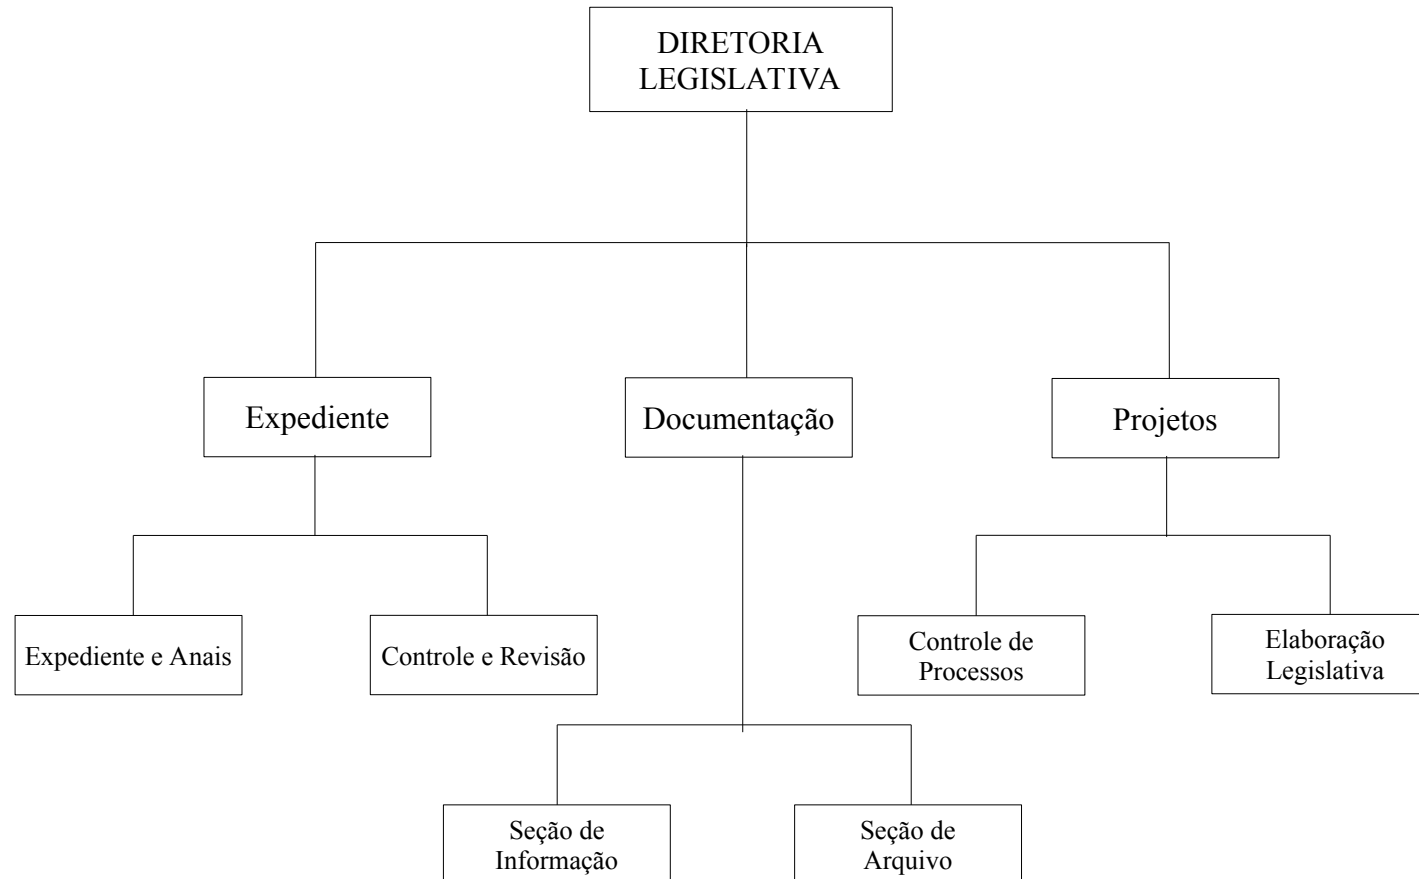 DIRETORIA
LEGISLATIVA
Expediente
Documentação
Projetos
Expediente e Anais
Controle e Revisão
Controle de
Processos
Elaboração
Legislativa
Seção de
Informação
Seção de
Arquivo